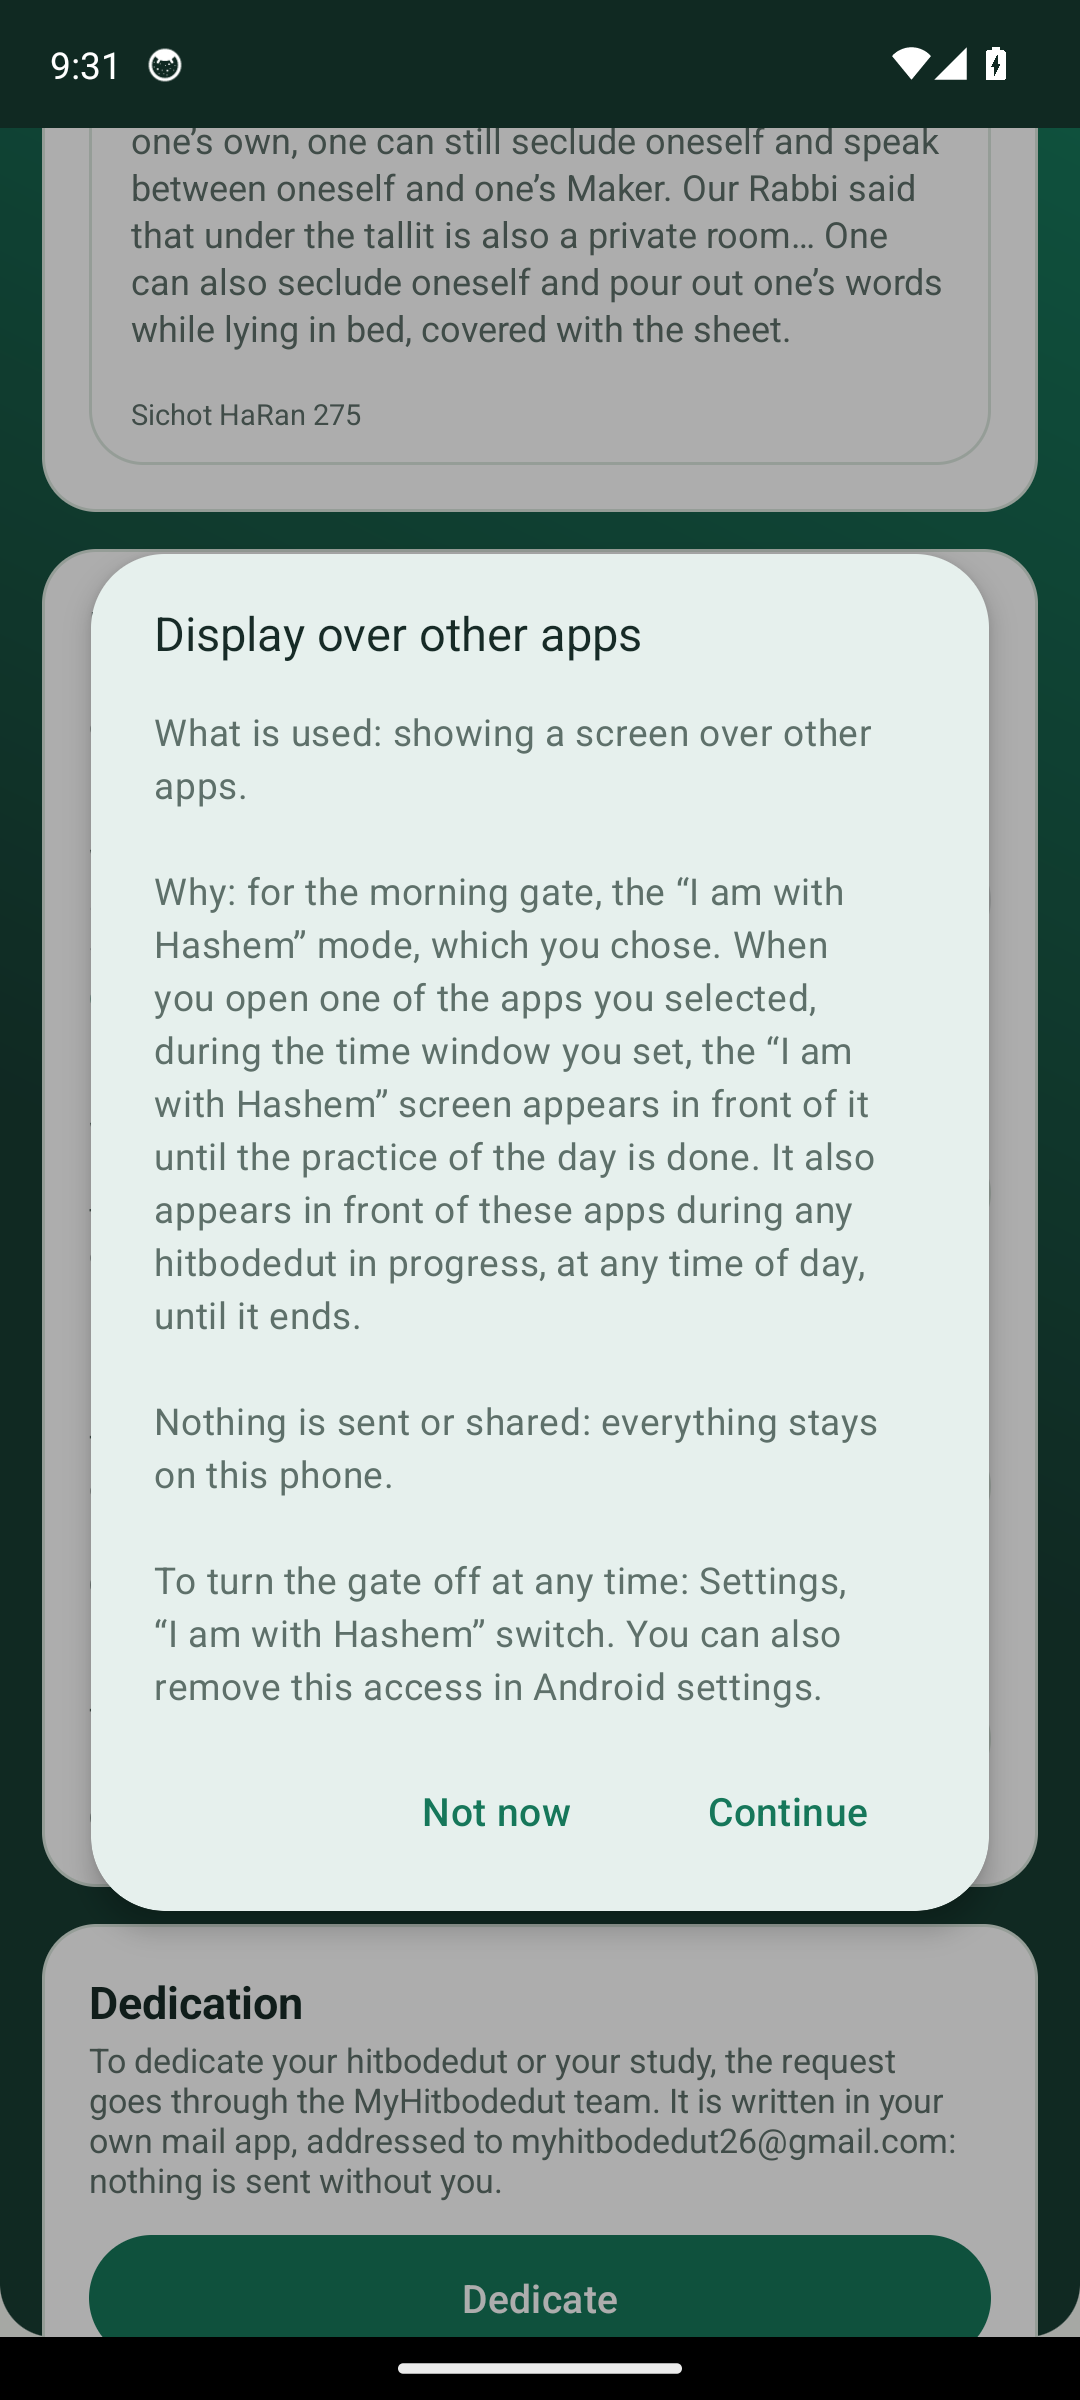 9:31
one’s own, one can still seclude oneself and speak
between oneself and one’s Maker. Our Rabbi said
that under the tallit is also a private room… One
can also seclude oneself and pour out one’s words
while lying in bed, covered with the sheet.
Sichot HaRan 275
Display over other apps
What is used: showing a screen over other
apps.
Why: for the morning gate, the “I am with
Hashem” mode, which you chose. When
you open one of the apps you selected,
during the time window you set, the “I am
with Hashem” screen appears in front of it
until the practice of the day is done. It also
appears in front of these apps during any
hitbodedut in progress, at any time of day,
until it ends.
Nothing is sent or shared: everything stays
on this phone.
To turn the gate off at any time: Settings,
“I am with Hashem” switch. You can also
remove this access in Android settings.
Not now
Continue
Dedication
To dedicate your hitbodedut or your study, the request
goes through the MyHitbodedut team. It is written in your
own mail app, addressed to myhitbodedut26@gmail.com:
nothing is sent without you.
Dedicate